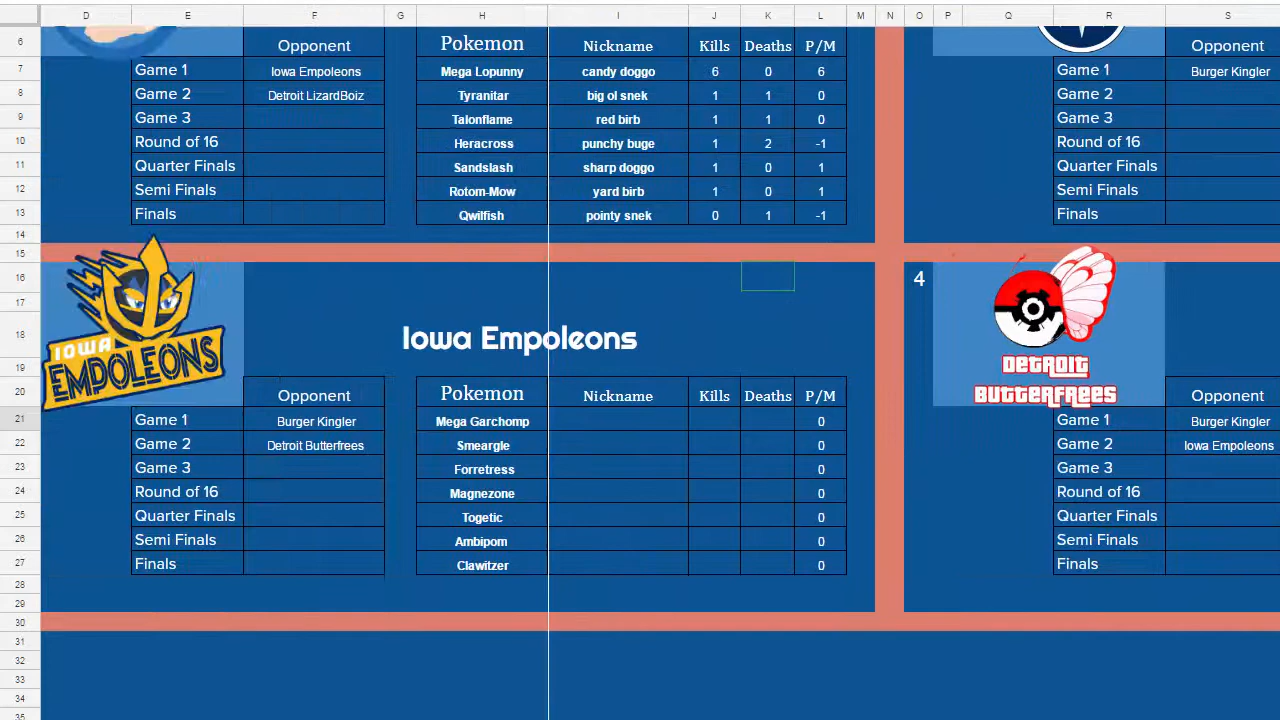 D E F G H I J K L M N O P Q R S
6 Opponent Pokemon Nickname Kills Deaths P/M Opponent
7 Game 1 Iowa Empoleons Mega Lopunny candy doggo 6 0 6 Game 1 Burger Kingler
8 Game 2 Detroit LizardBoiz Tyranitar big ol snek 1 1 0 Game 2
9 Game 3 Talonflame red birb 1 1 0 Game 3
10 Round of 16 Heracross punchy buge 1 2 -1 Round of 16
11 Quarter Finals Sandslash sharp doggo 1 0 1 Quarter Finals
12 Semi Finals Rotom-Mow yard birb 1 0 1 Semi Finals
13 Finals Qwilfish pointy snek 0 1 -1 Finals
14
15
16 4
17
18 Iowa Empoleons
IOWA
EMPOLEONS
DETROIT
BUTTERFREES
19
20 Opponent Pokemon Nickname Kills Deaths P/M Opponent
21 Game 1 Burger Kingler Mega Garchomp 0 Game 1 Burger Kingler
22 Game 2 Detroit Butterfrees Smeargle 0 Game 2 Iowa Empoleons
23 Game 3 Forretress 0 Game 3
24 Round of 16 Magnezone 0 Round of 16
25 Quarter Finals Togetic 0 Quarter Finals
26 Semi Finals Ambipom 0 Semi Finals
27 Finals Clawitzer 0 Finals
28
29
30
31
32
33
34
35